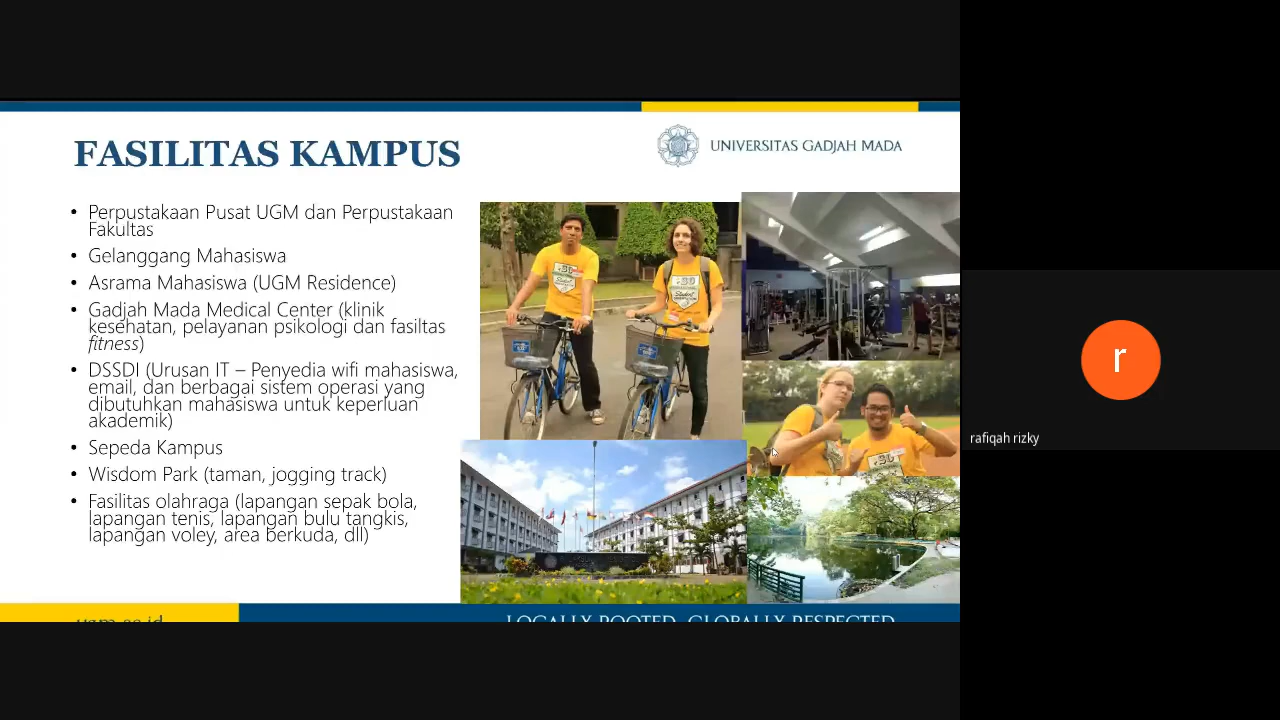 FASILITAS KAMPUS
UNIVERSITAS GADJAH MADA
• Perpustakaan Pusat UGM dan Perpustakaan
Fakultas
• Gelanggang Mahasiswa
• Asrama Mahasiswa (UGM Residence)
• Gadjah Mada Medical Center (klinik
kesehatan, pelayanan psikologi dan fasiltas
fitness)
• DSSDI (Urusan IT – Penyedia wifi mahasiswa,
email, dan berbagai sistem operasi yang
dibutuhkan mahasiswa untuk keperluan
akademik)
• Sepeda Kampus
• Wisdom Park (taman, jogging track)
• Fasilitas olahraga (lapangan sepak bola,
lapangan tenis, lapangan bulu tangkis,
lapangan voley, area berkuda, dll)
ugm.ac.id
LOCALLY ROOTED, GLOBALLY RESPECTED
r
rafiqah rizky